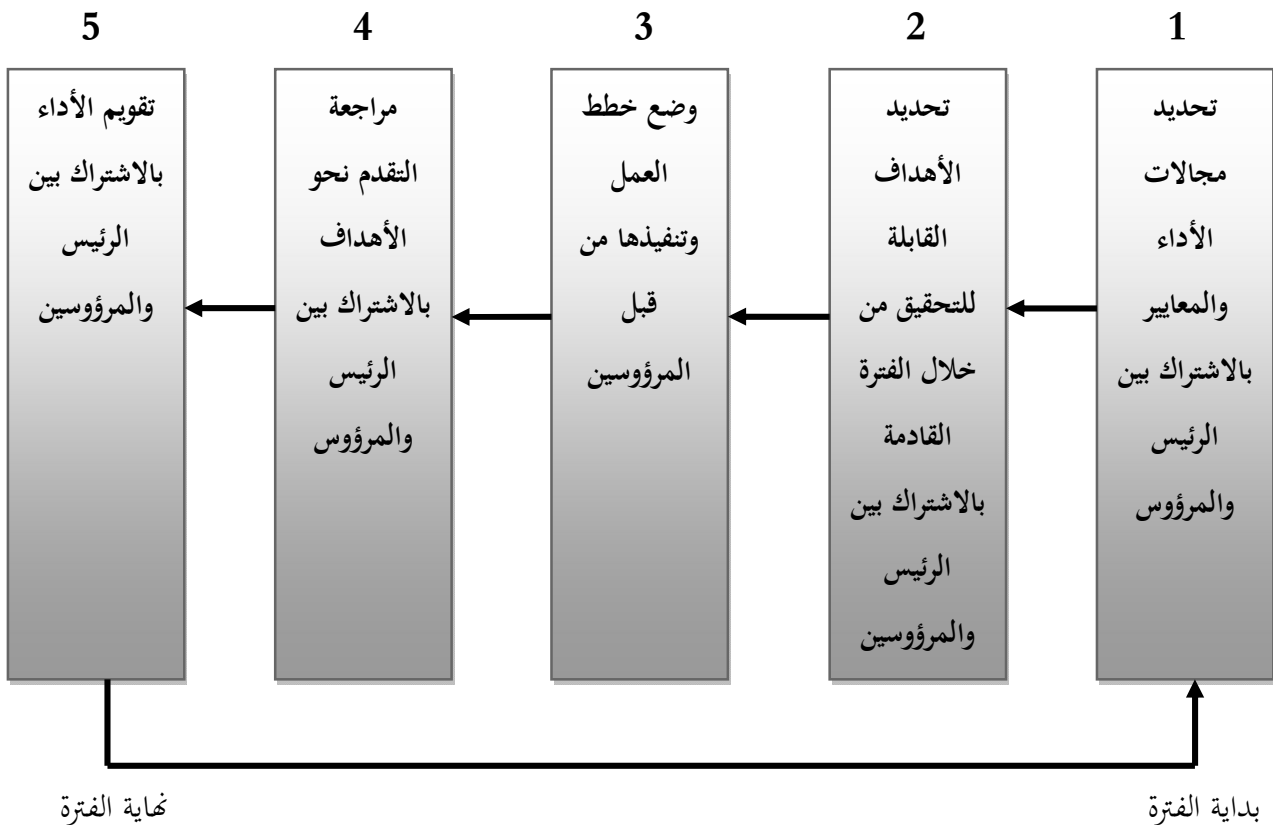 1
تحديد
مجالات
الأداء
والمعايير
بالاشتراك بين
الرئيس
والمرؤوس
2
تحديد
الأهداف
القابلة
للتحقيق من
خلال الفترة
القادمة
بالاشتراك بين
الرئيس
والمرؤوسين
3
وضع خطط
العمل
وتنفيذها من
قبل
المرؤوسين
4
مراجعة
التقدم نحو
الأهداف
بالاشتراك بين
الرئيس
والمرؤوس
5
تقويم الأداء
بالاشتراك بين
الرئيس
والمرؤوسين
بداية الفترة
نهاية الفترة